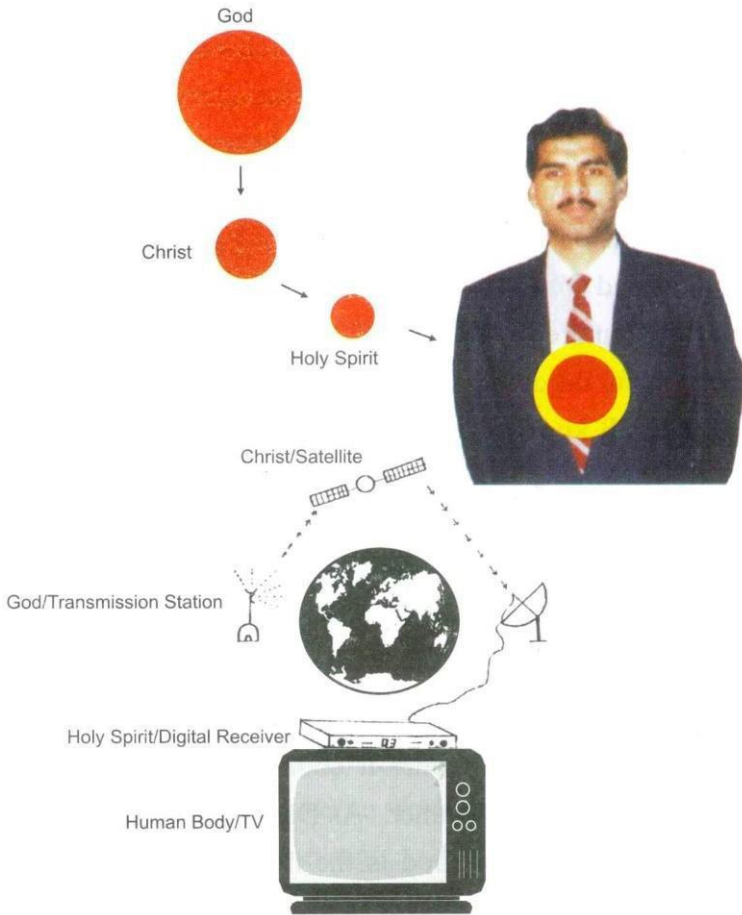 God
Christ
Holy Spirit
Christ/Satellite
God/Transmission Station
Holy Spirit/Digital Receiver
Human Body/TV